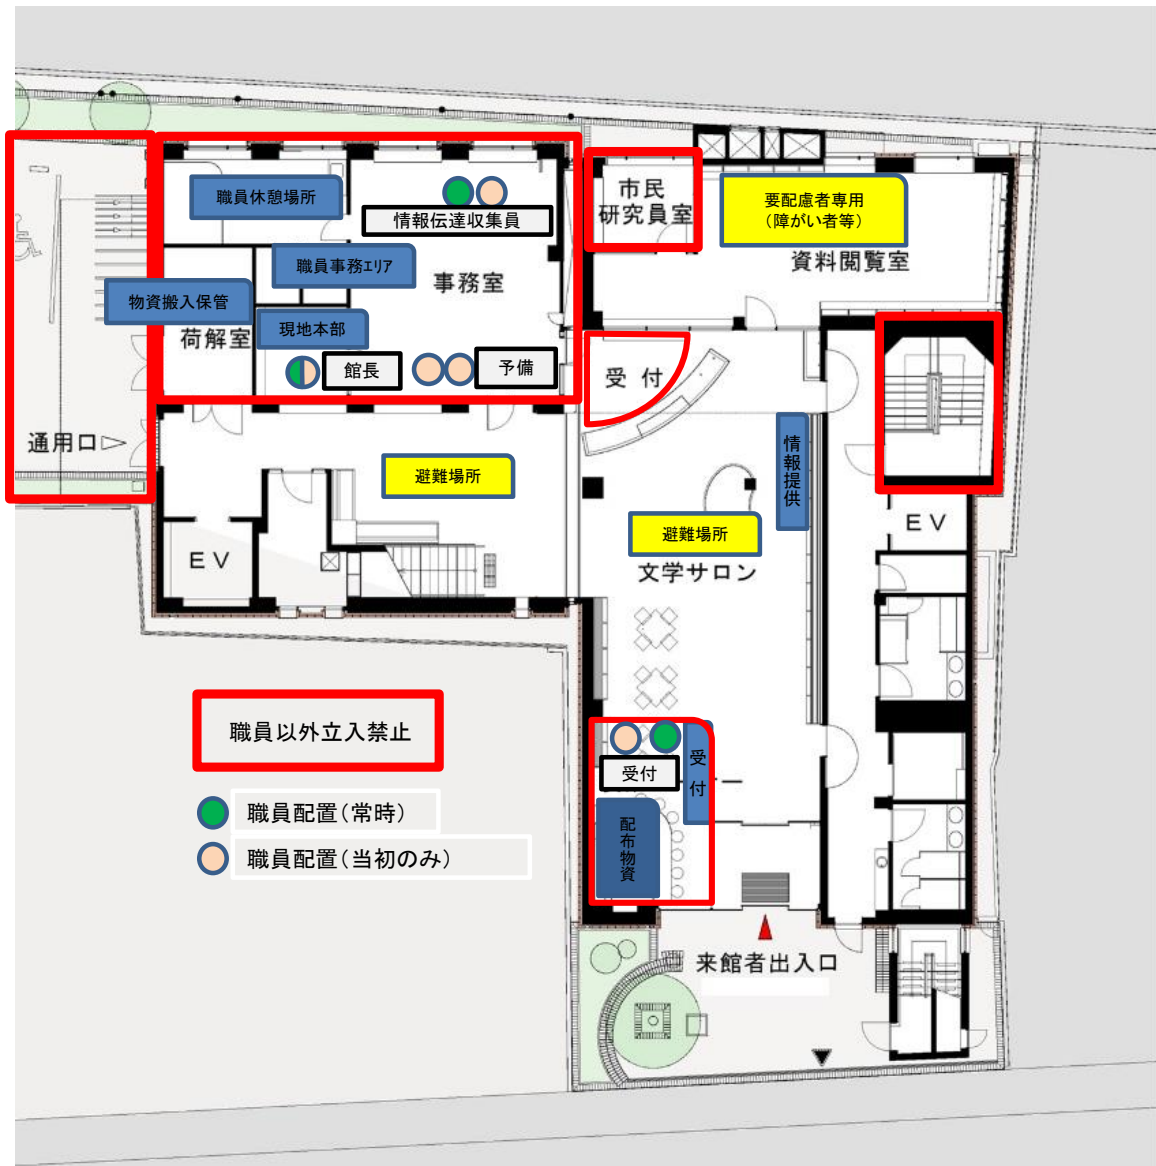 職員休憩場所
情報伝達収集員
市民
研究員室
要配慮者専用
(障がい者等)
資料閲覧室
職員事務エリア
事務室
物資搬入保管
荷解室
現地本部
館長
予備
受付
通用口
避難場所
情報提供
避難場所
文学サロン
EV
EV
職員以外立入禁止
受付
受付
ー
配布物資
職員配置(常時)
職員配置(当初のみ)
来館者出入口